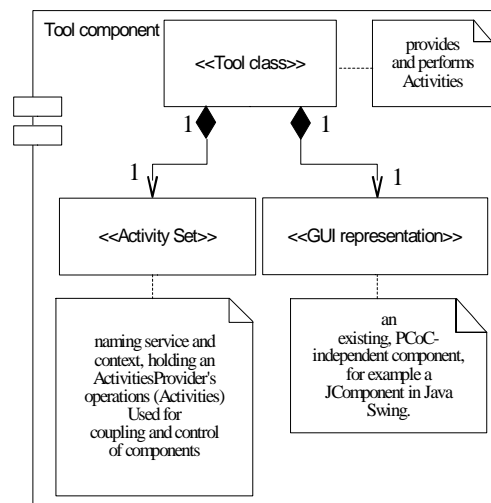 Tool component
<<Tool class>>
provides
and performs
Activities
1
1
1
1
<<Activity Set>>
<<GUI representation>>
naming service and
context, holding an
ActivitiesProvider's
operations (Activities)
Used for
coupling and control
of components
an
existing, PCoC-
independent component,
for example a
JComponent in Java
Swing.